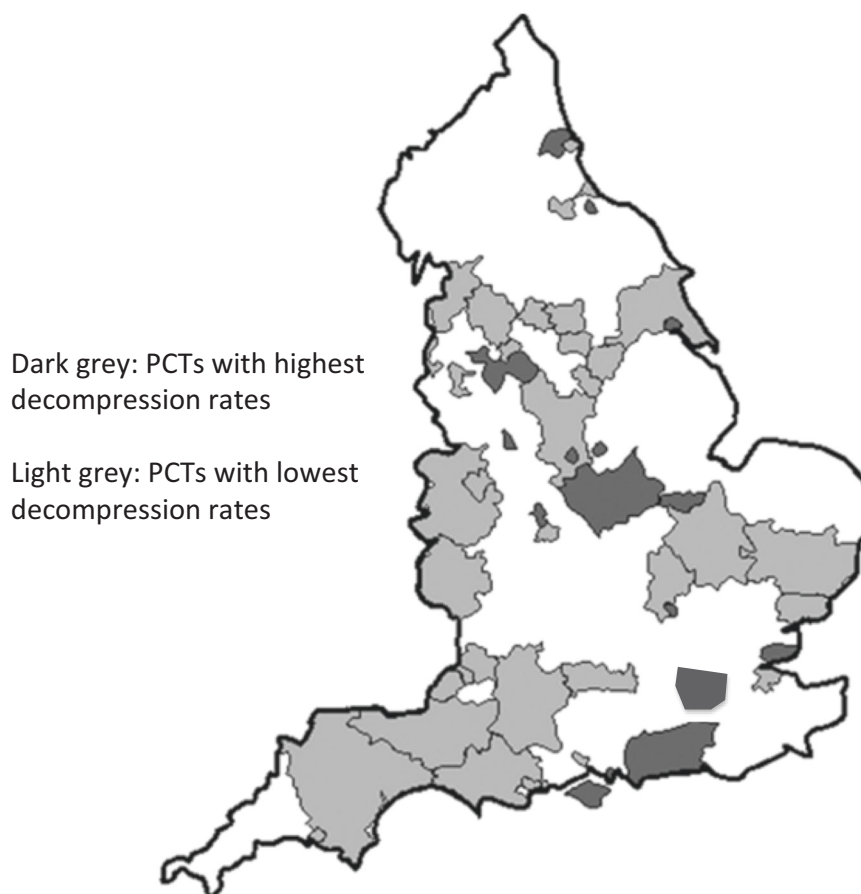 Dark grey: PCTs with highest
decompression rates
Light grey: PCTs with lowest
decompression rates